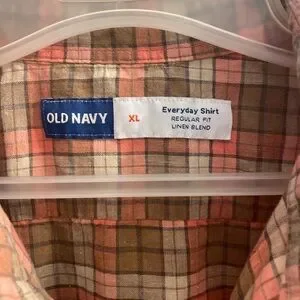 OLD NAVY
XL
Everyday Shirt
REGULAR FIT
LINEN BLEND